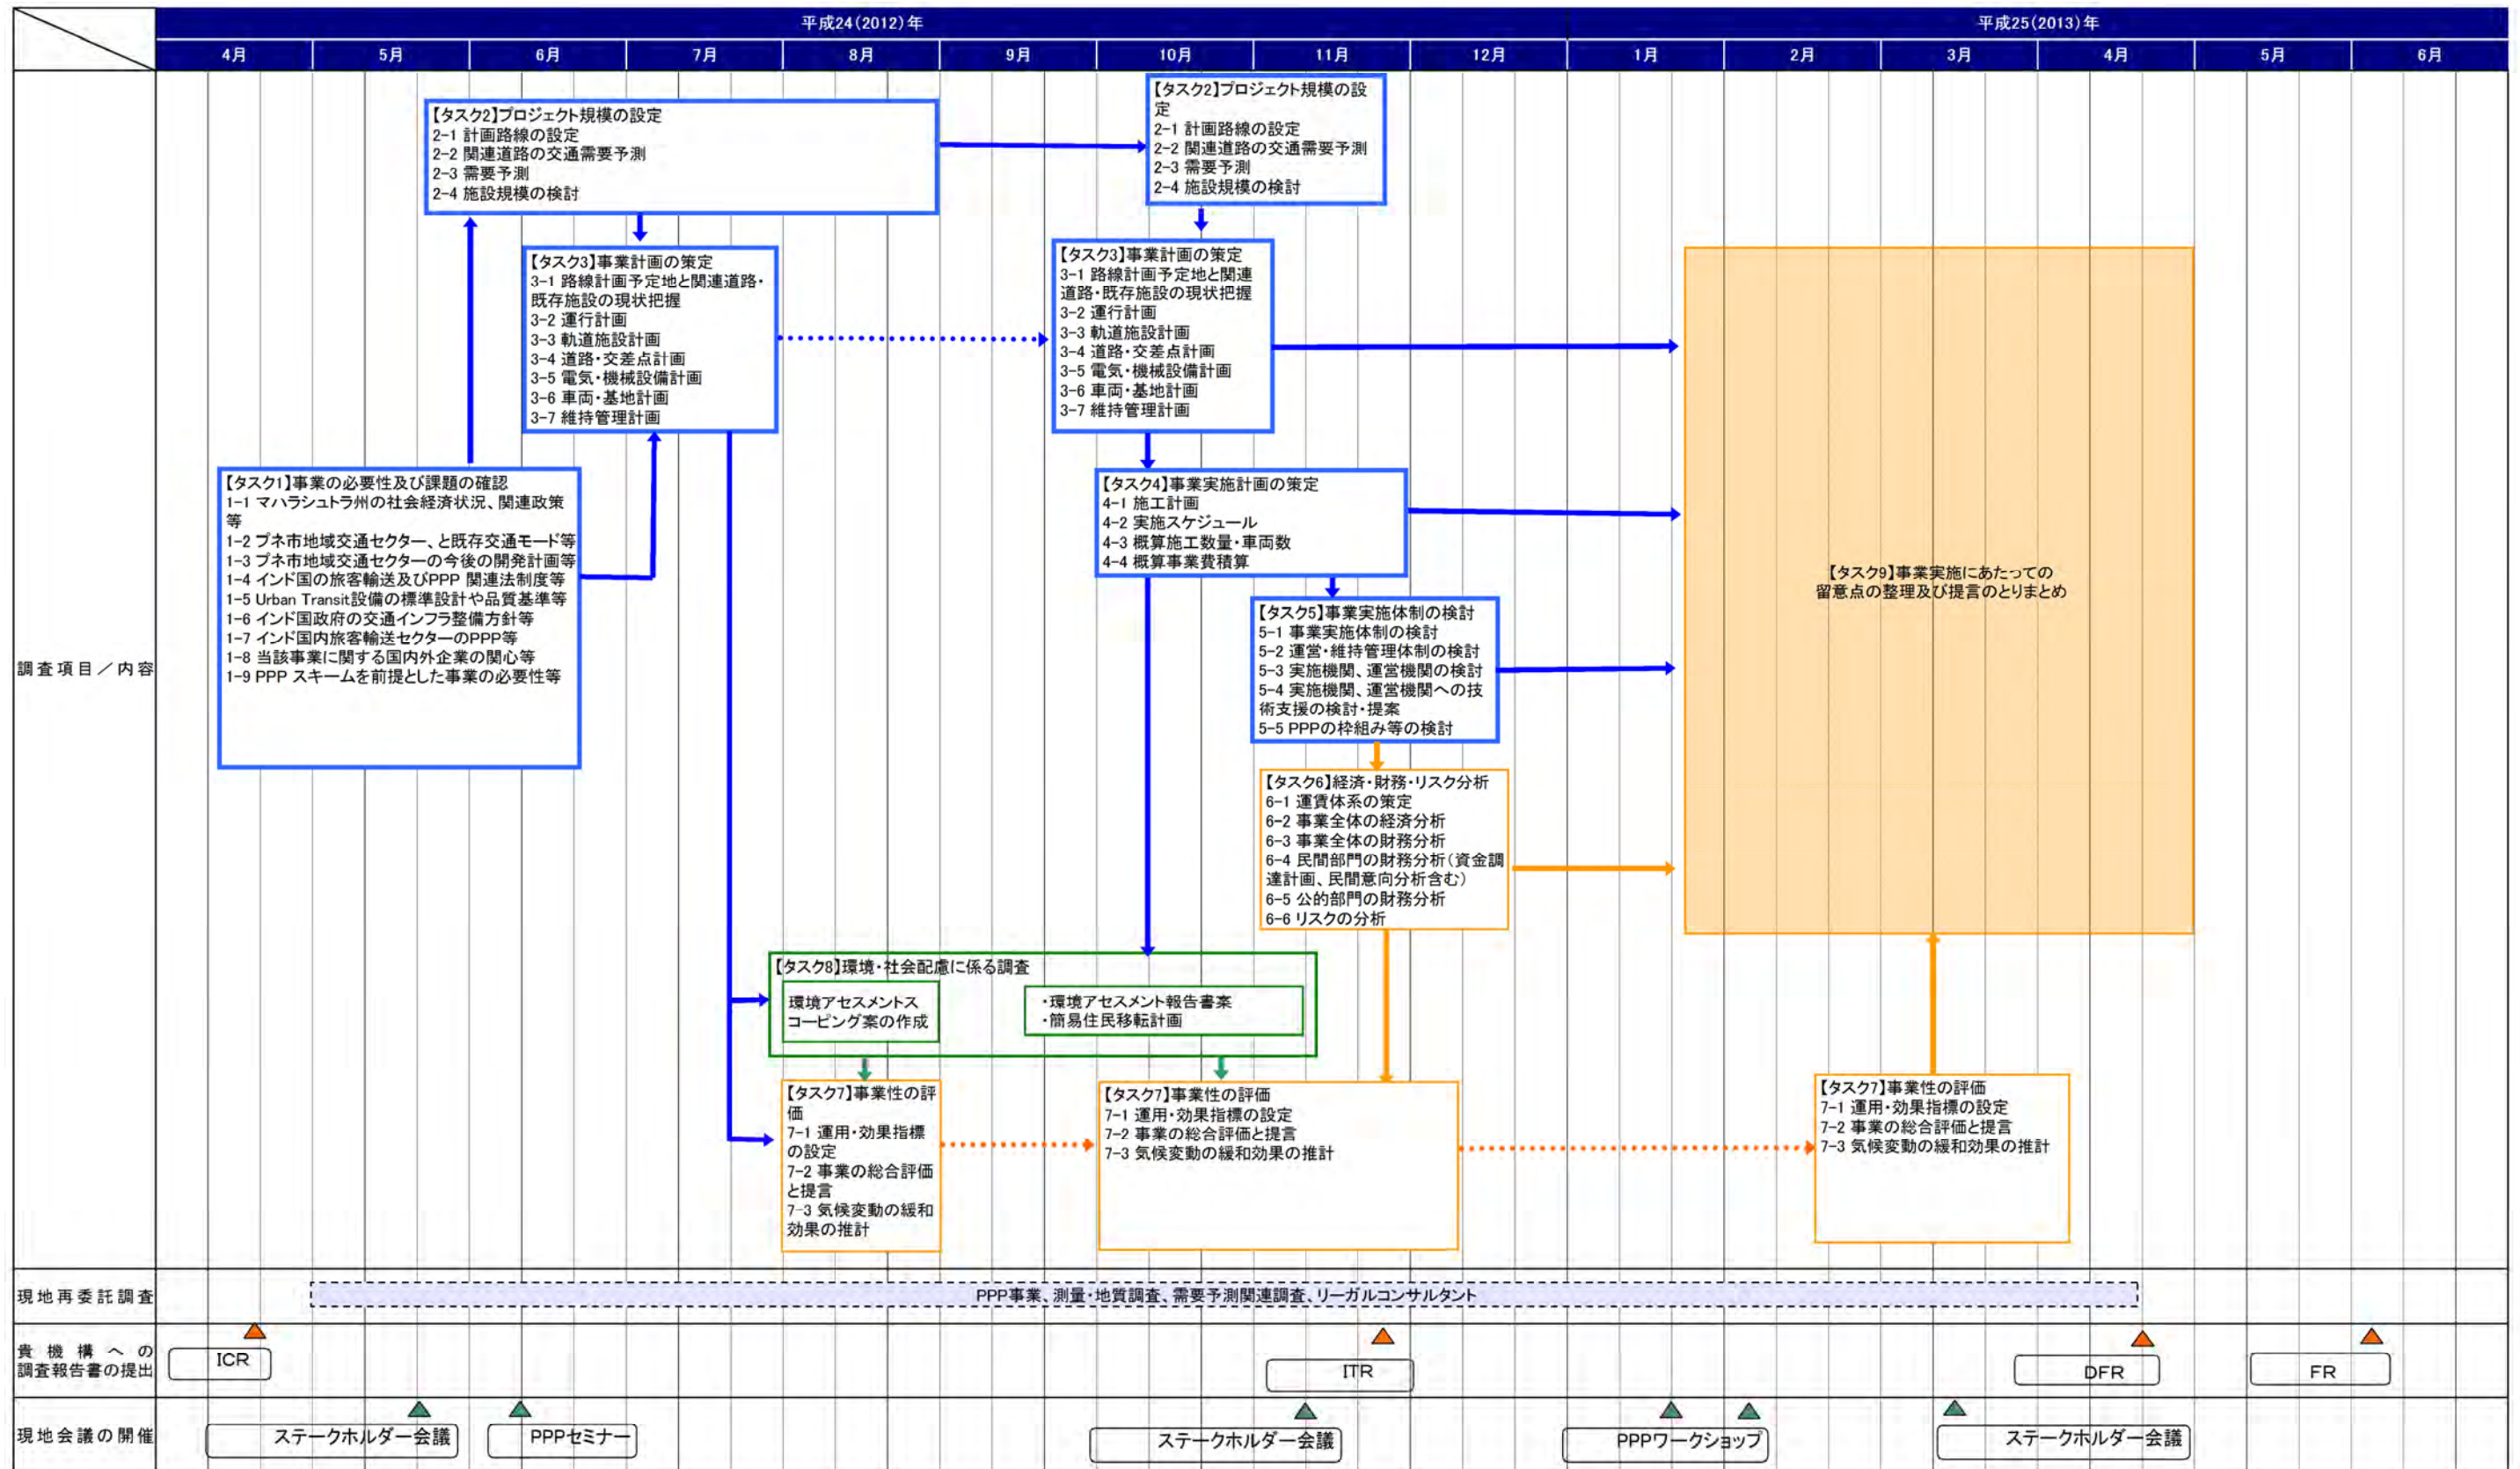 平成24(2012)年
平成25(2013)年
4月
5月
6月
7月
8月
9月
10月
11月
12月
1月
2月
3月
4月
5月
6月
調査項目／内容
【タスク2】プロジェクト規模の設定
2-1 計画路線の設定
2-2 関連道路の交通需要予測
2-3 需要予測
2-4 施設規模の検討
【タスク2】プロジェクト規模の設
定
2-1 計画路線の設定
2-2 関連道路の交通需要予測
2-3 需要予測
2-4 施設規模の検討
【タスク3】事業計画の策定
3-1 路線計画予定地と関連道路・
既存施設の現状把握
3-2 運行計画
3-3 軌道施設計画
3-4 道路・交差点計画
3-5 電気・機械設備計画
3-6 車両・基地計画
3-7 維持管理計画
【タスク3】事業計画の策定
3-1 路線計画予定地と関連
道路・既存施設の現状把握
3-2 運行計画
3-3 軌道施設計画
3-4 道路・交差点計画
3-5 電気・機械設備計画
3-6 車両・基地計画
3-7 維持管理計画
【タスク1】事業の必要性及び課題の確認
1-1 マハラシュトラ州の社会経済状況、関連政策
等
1-2 プネ市地域交通セクター、と既存交通モード等
1-3 プネ市地域交通セクターの今後の開発計画等
1-4 インド国の旅客輸送及びPPP 関連法制度等
1-5 Urban Transit設備の標準設計や品質基準等
1-6 インド国政府の交通インフラ整備方針等
1-7 インド国内旅客輸送セクターのPPP等
1-8 当該事業に関する国内外企業の関心等
1-9 PPP スキームを前提とした事業の必要性等
【タスク4】事業実施計画の策定
4-1 施工計画
4-2 実施スケジュール
4-3 概算施工数量・車両数
4-4 概算事業費積算
【タスク5】事業実施体制の検討
5-1 事業実施体制の検討
5-2 運営・維持管理体制の検討
5-3 実施機関、運営機関の検討
5-4 実施機関、運営機関への技
術支援の検討・提案
5-5 PPPの枠組み等の検討
【タスク6】経済・財務・リスク分析
6-1 運賃体系の策定
6-2 事業全体の経済分析
6-3 事業全体の財務分析
6-4 民間部門の財務分析（資金調
達計画、民間意向分析含む）
6-5 公的部門の財務分析
6-6 リスクの分析
【タスク9】事業実施にあたっての
留意点の整理及び提言のとりまとめ
【タスク8】環境・社会配慮に係る調査
環境アセスメントス
コーピング案の作成
・環境アセスメント報告書案
・簡易住民移転計画
【タスク7】事業性の評
価
7-1 運用・効果指標
の設定
7-2 事業の総合評価
と提言
7-3 気候変動の緩和
効果の推計
【タスク7】事業性の評価
7-1 運用・効果指標の設定
7-2 事業の総合評価と提言
7-3 気候変動の緩和効果の推計
【タスク7】事業性の評価
7-1 運用・効果指標の設定
7-2 事業の総合評価と提言
7-3 気候変動の緩和効果の推計
現地再委託調査
PPP事業、測量・地質調査、需要予測関連調査、リーガルコンサルタント
貴機構への
調査報告書の提出
ICR
ITR
DFR
FR
現地会議の開催
ステークホルダー会議
PPPセミナー
ステークホルダー会議
PPPワークショップ
ステークホルダー会議